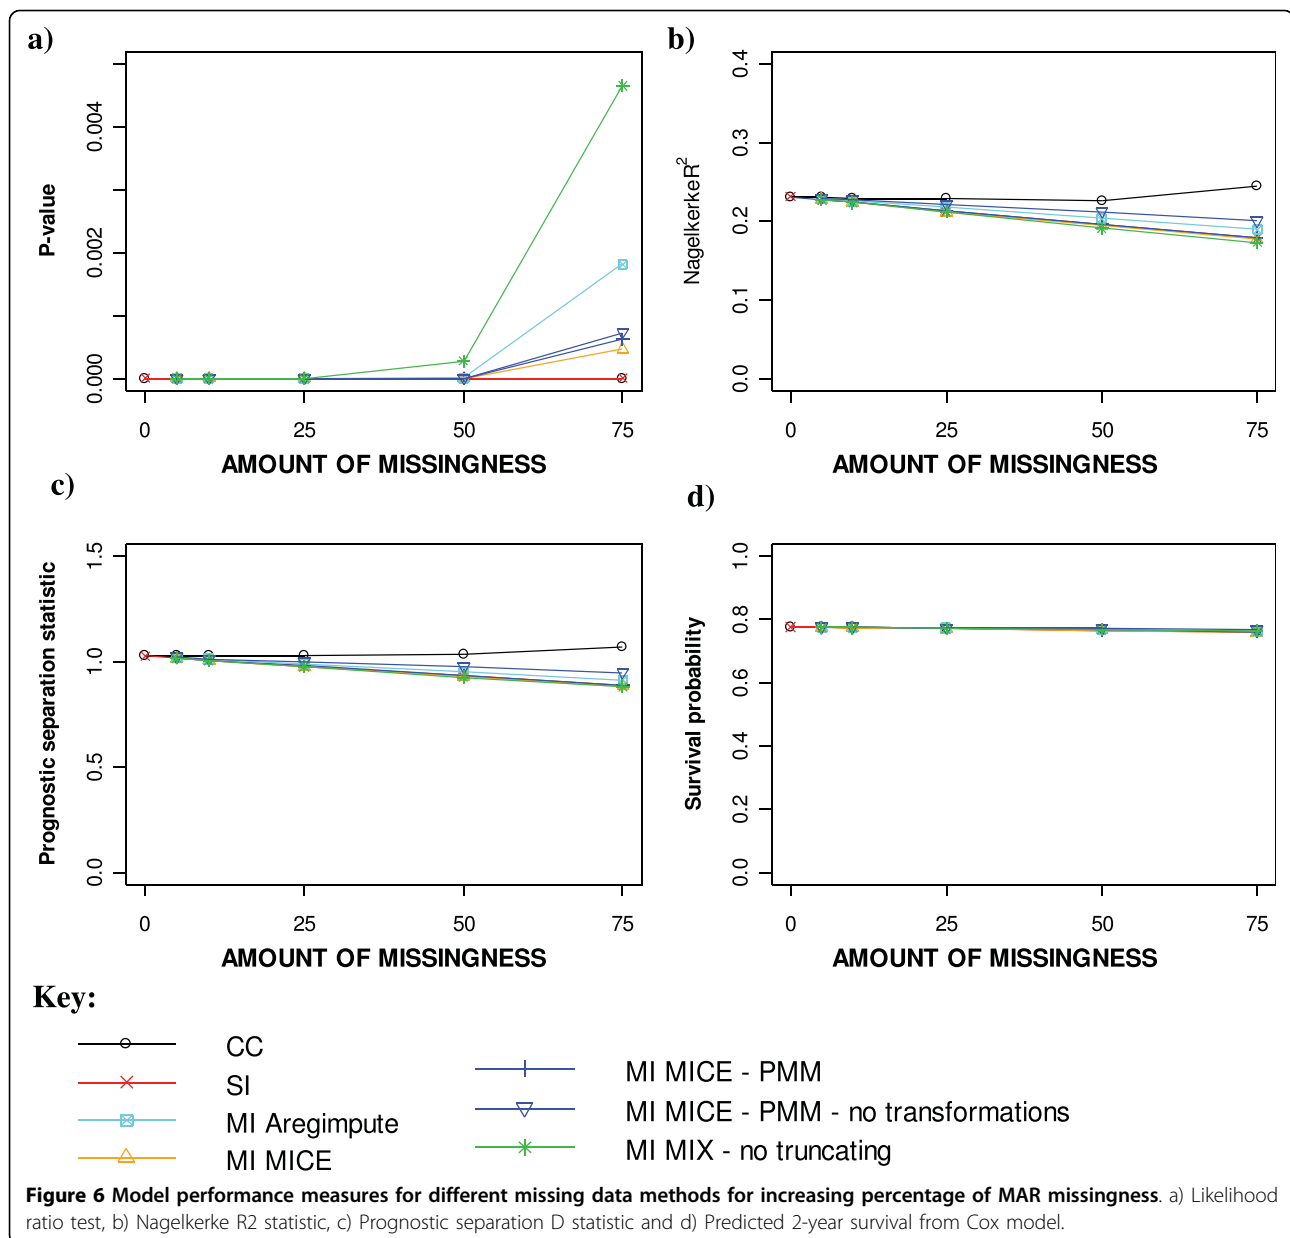 a)
P-value
0.000
0.002
0.004
0
25
50
75
AMOUNT OF MISSINGNESS
b)
NagelkerkeR2
0.0
0.1
0.2
0.3
0.4
0
25
50
75
AMOUNT OF MISSINGNESS
c)
Prognostic separation statistic
0.0
0.5
1.0
1.5
0
25
50
75
AMOUNT OF MISSINGNESS
d)
Survival probability
0.0
0.2
0.4
0.6
0.8
1.0
0
25
50
75
AMOUNT OF MISSINGNESS
Key:
CC
SI
MI Aregimpute
MI MICE
MI MICE - PMM
MI MICE - PMM - no transformations
MI MIX - no truncating
Figure 6 Model performance measures for different missing data methods for increasing percentage of MAR missingness. a) Likelihood
ratio test, b) Nagelkerke R2 statistic, c) Prognostic separation D statistic and d) Predicted 2-year survival from Cox model.